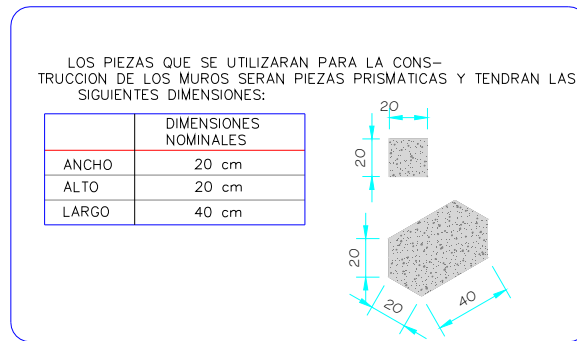 LOS PIEZAS QUE SE UTILIZARAN PARA LA CONS-
TRUCCION DE LOS MUROS SERAN PIEZAS PRISMATICAS Y TENDRAN LAS
SIGUIENTES DIMENSIONES:
DIMENSIONES
NOMINALES
ANCHO 20 cm
ALTO 20 cm
LARGO 40 cm
20
20
20
20
40